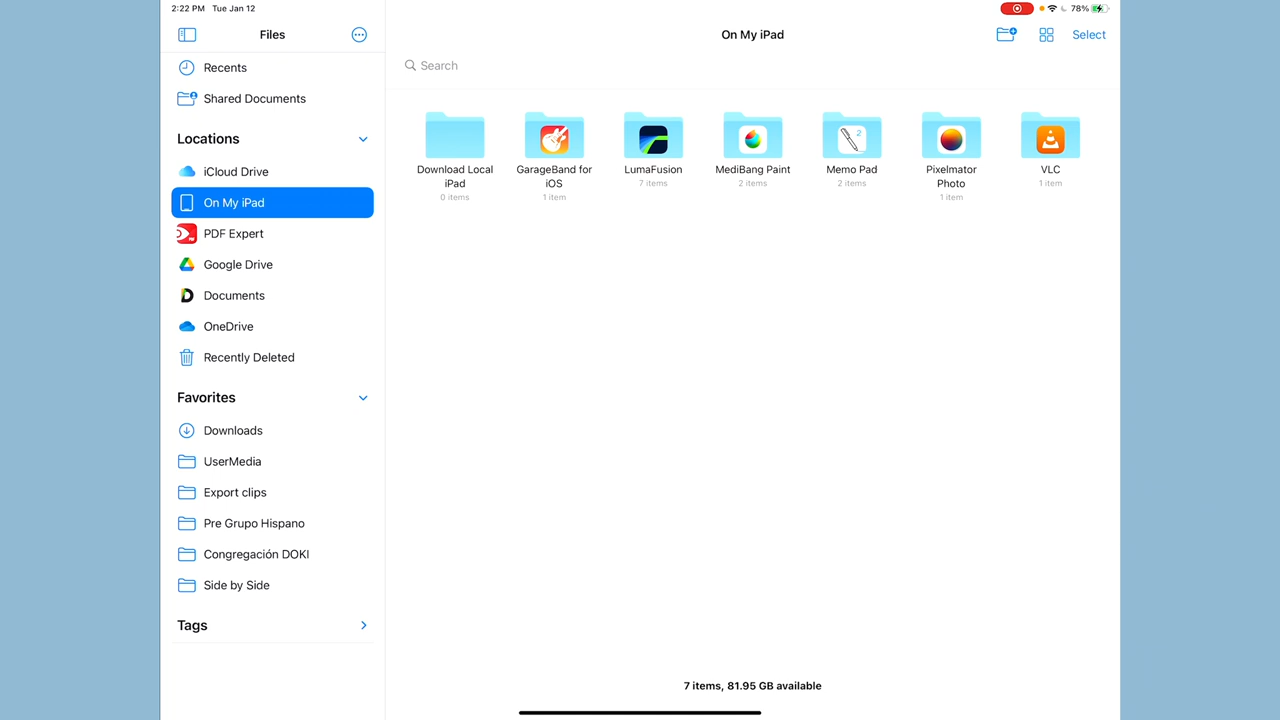 2:22 PM Tue Jan 12
78%
Files
On My iPad
Select
Search
Recents
Shared Documents
Locations
iCloud Drive
On My iPad
PDF Expert
Google Drive
Documents
OneDrive
Recently Deleted
Favorites
Downloads
UserMedia
Export clips
Pre Grupo Hispano
Congregación DOKI
Side by Side
Tags
Download Local
iPad
0 items
GarageBand for
iOS
1 item
LumaFusion
7 items
MediBang Paint
2 items
2
Memo Pad
2 items
Pixelmator
Photo
1 item
VLC
1 item
7 items, 81.95 GB available